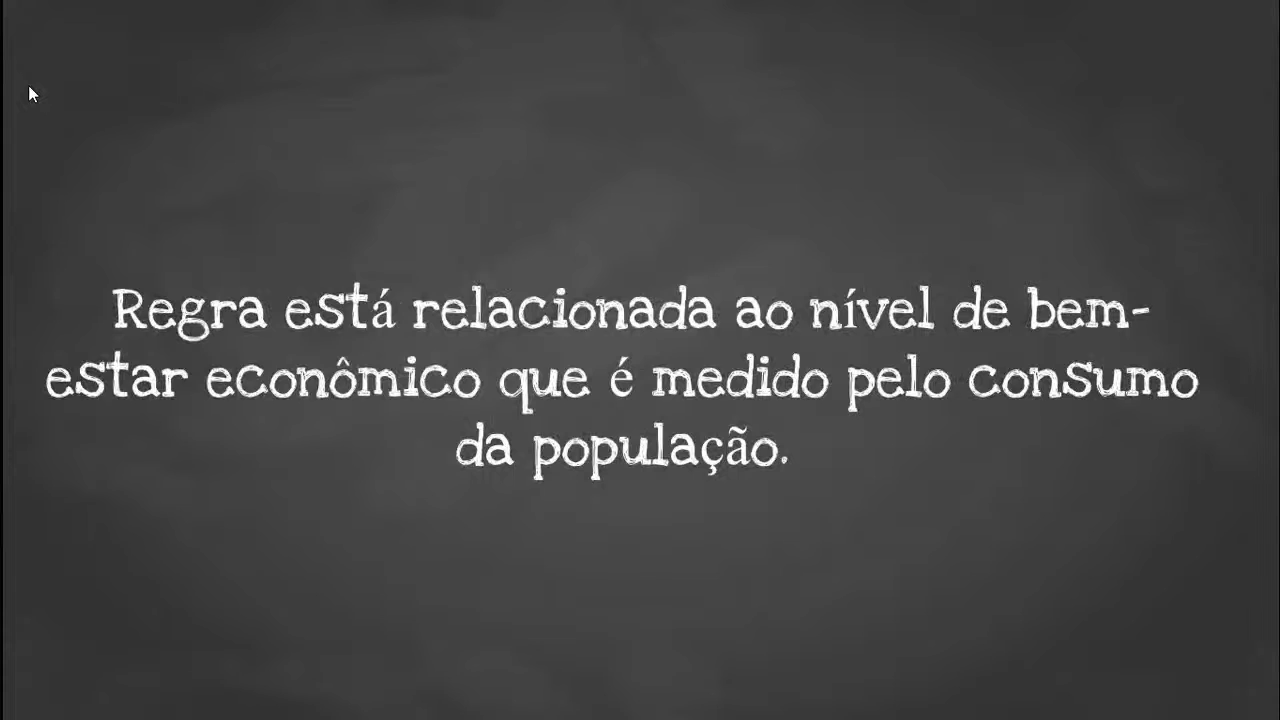 Regra está relacionada ao nível de bem-
estar econômico que é medido pelo consumo
da população.